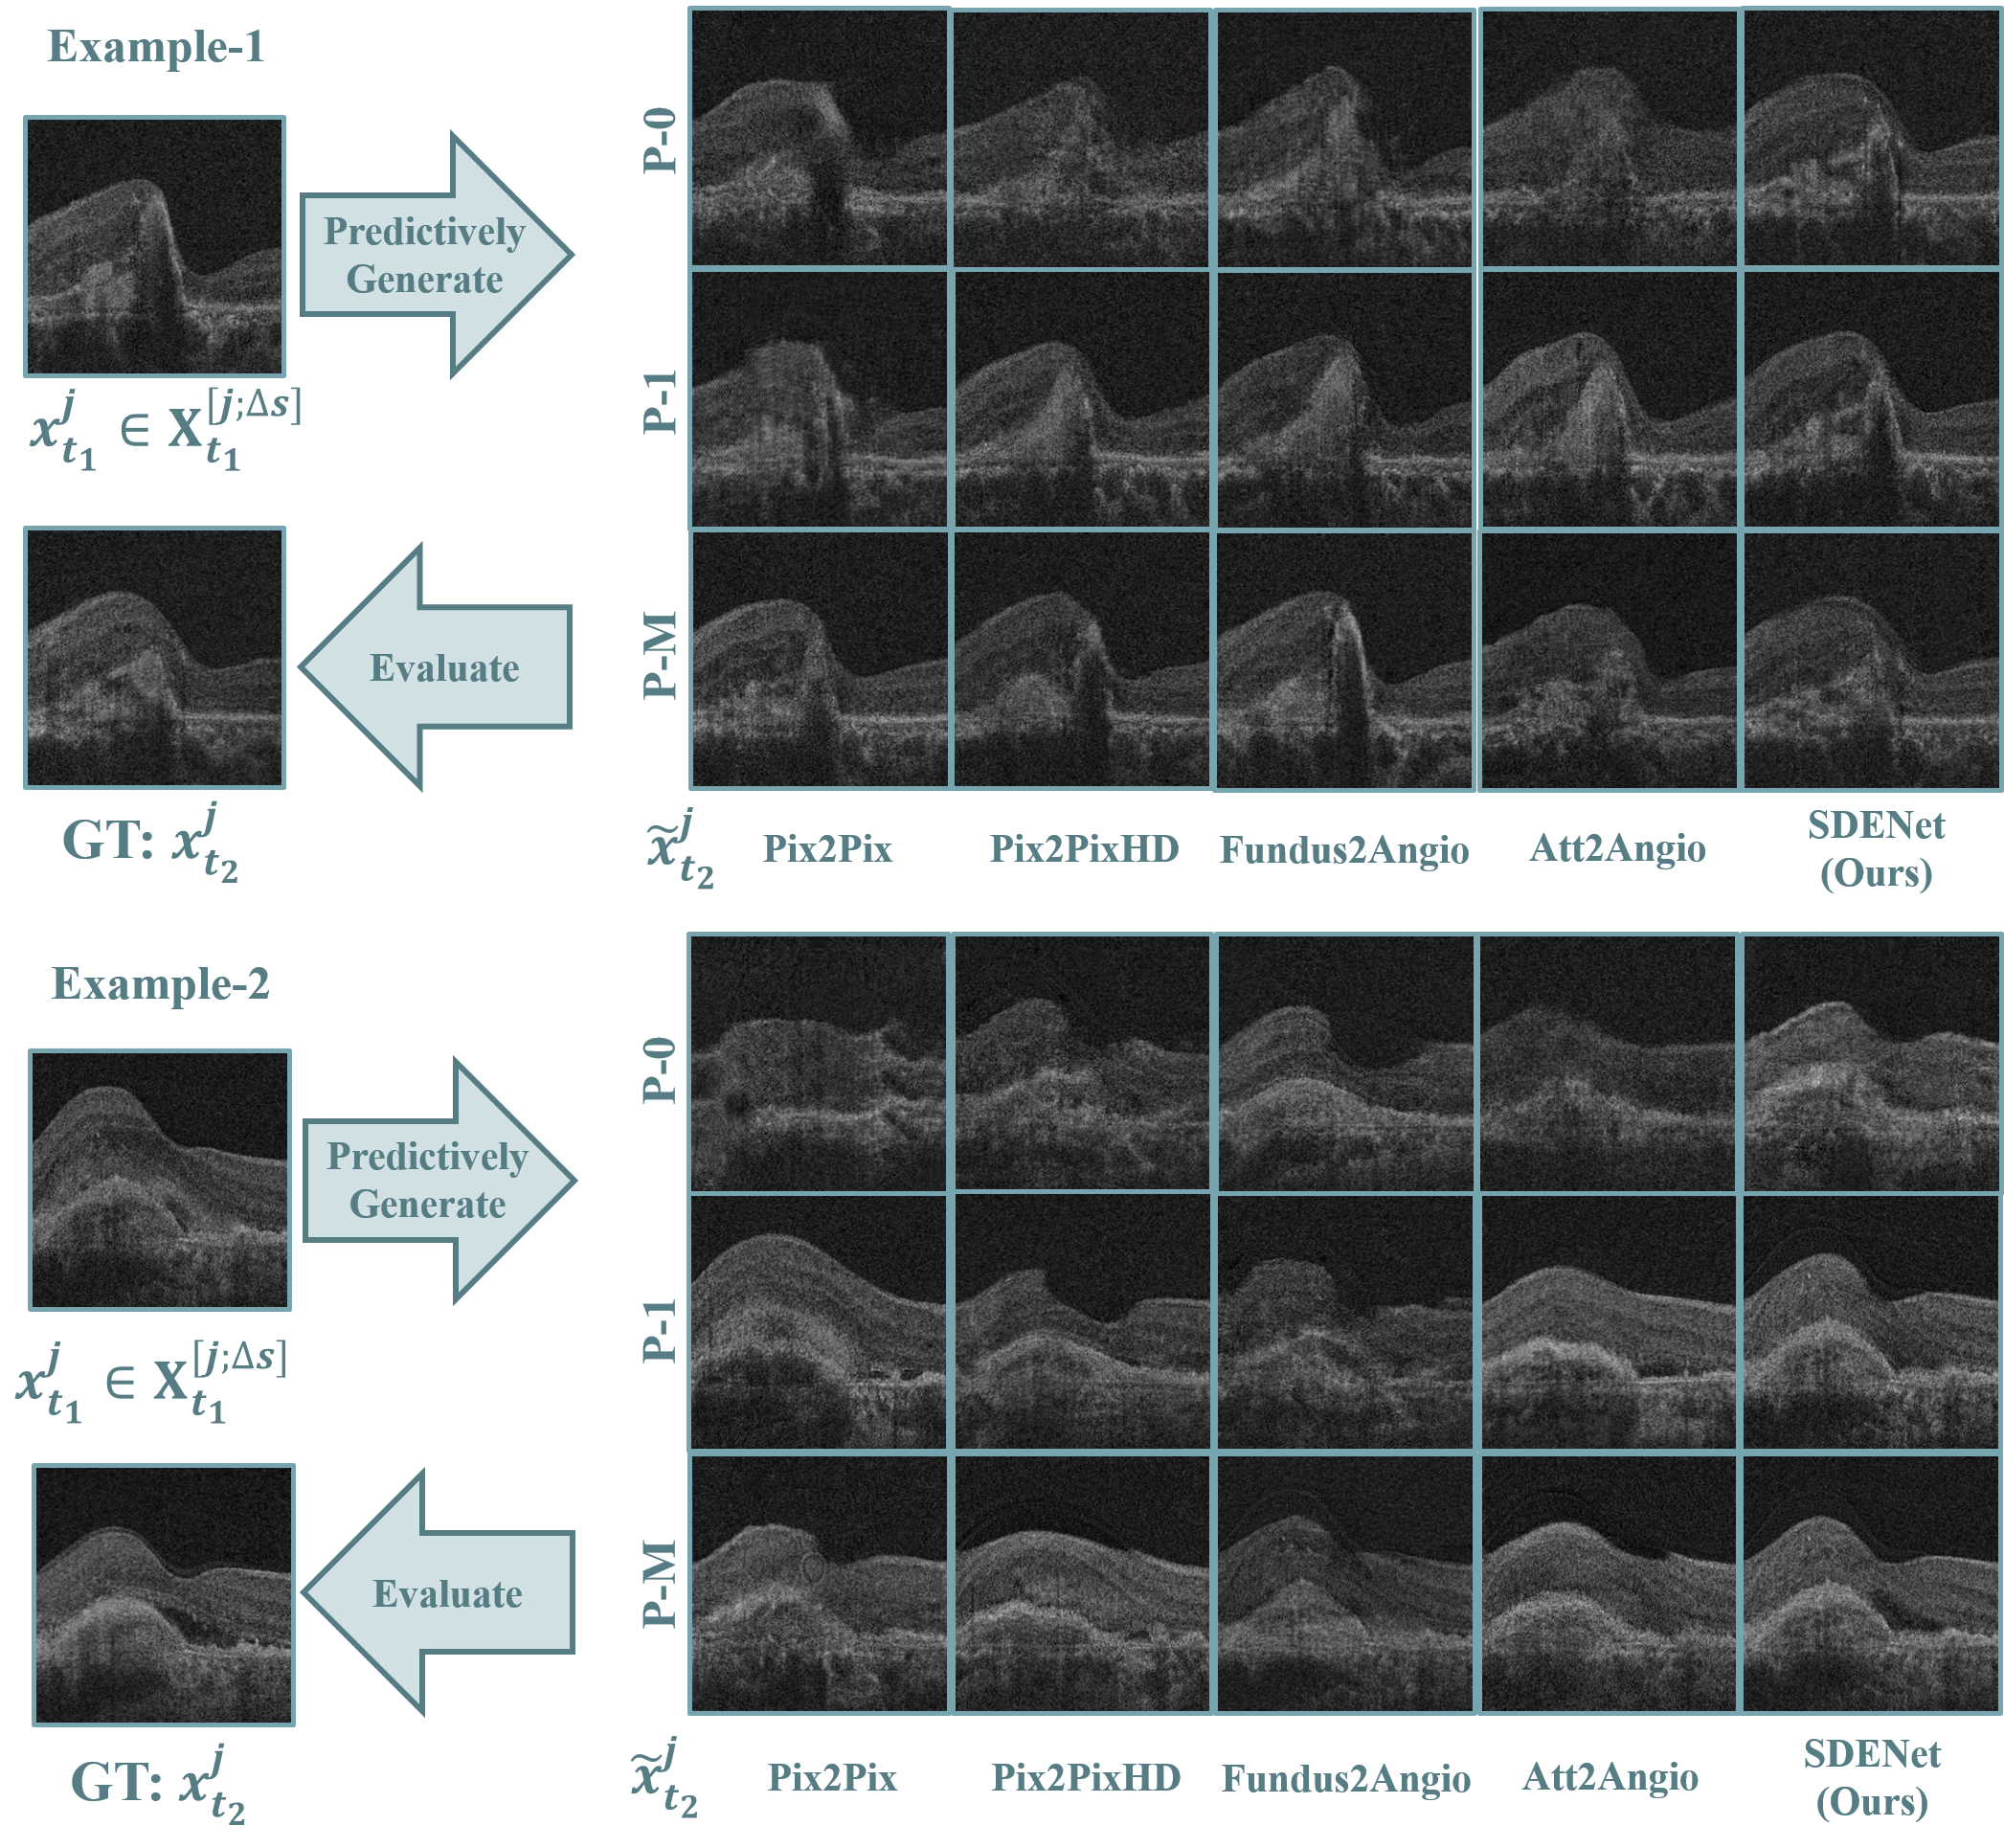 Example-1
Predictively
Generate
$x_{t_1}^{j} \in \mathbf{X}_{t_1}^{[j;\Delta s]}$
P-0
P-1
P-M
Evaluate
GT: $x_{t_2}^{j}$
$\tilde{x}_{t_2}^{j}$
Pix2Pix
Pix2PixHD
Fundus2Angio
Att2Angio
SDENet
(Ours)
Example-2
Predictively
Generate
$x_{t_1}^{j} \in \mathbf{X}_{t_1}^{[j;\Delta s]}$
P-0
P-1
P-M
Evaluate
GT: $x_{t_2}^{j}$
$\tilde{x}_{t_2}^{j}$
Pix2Pix
Pix2PixHD
Fundus2Angio
Att2Angio
SDENet
(Ours)